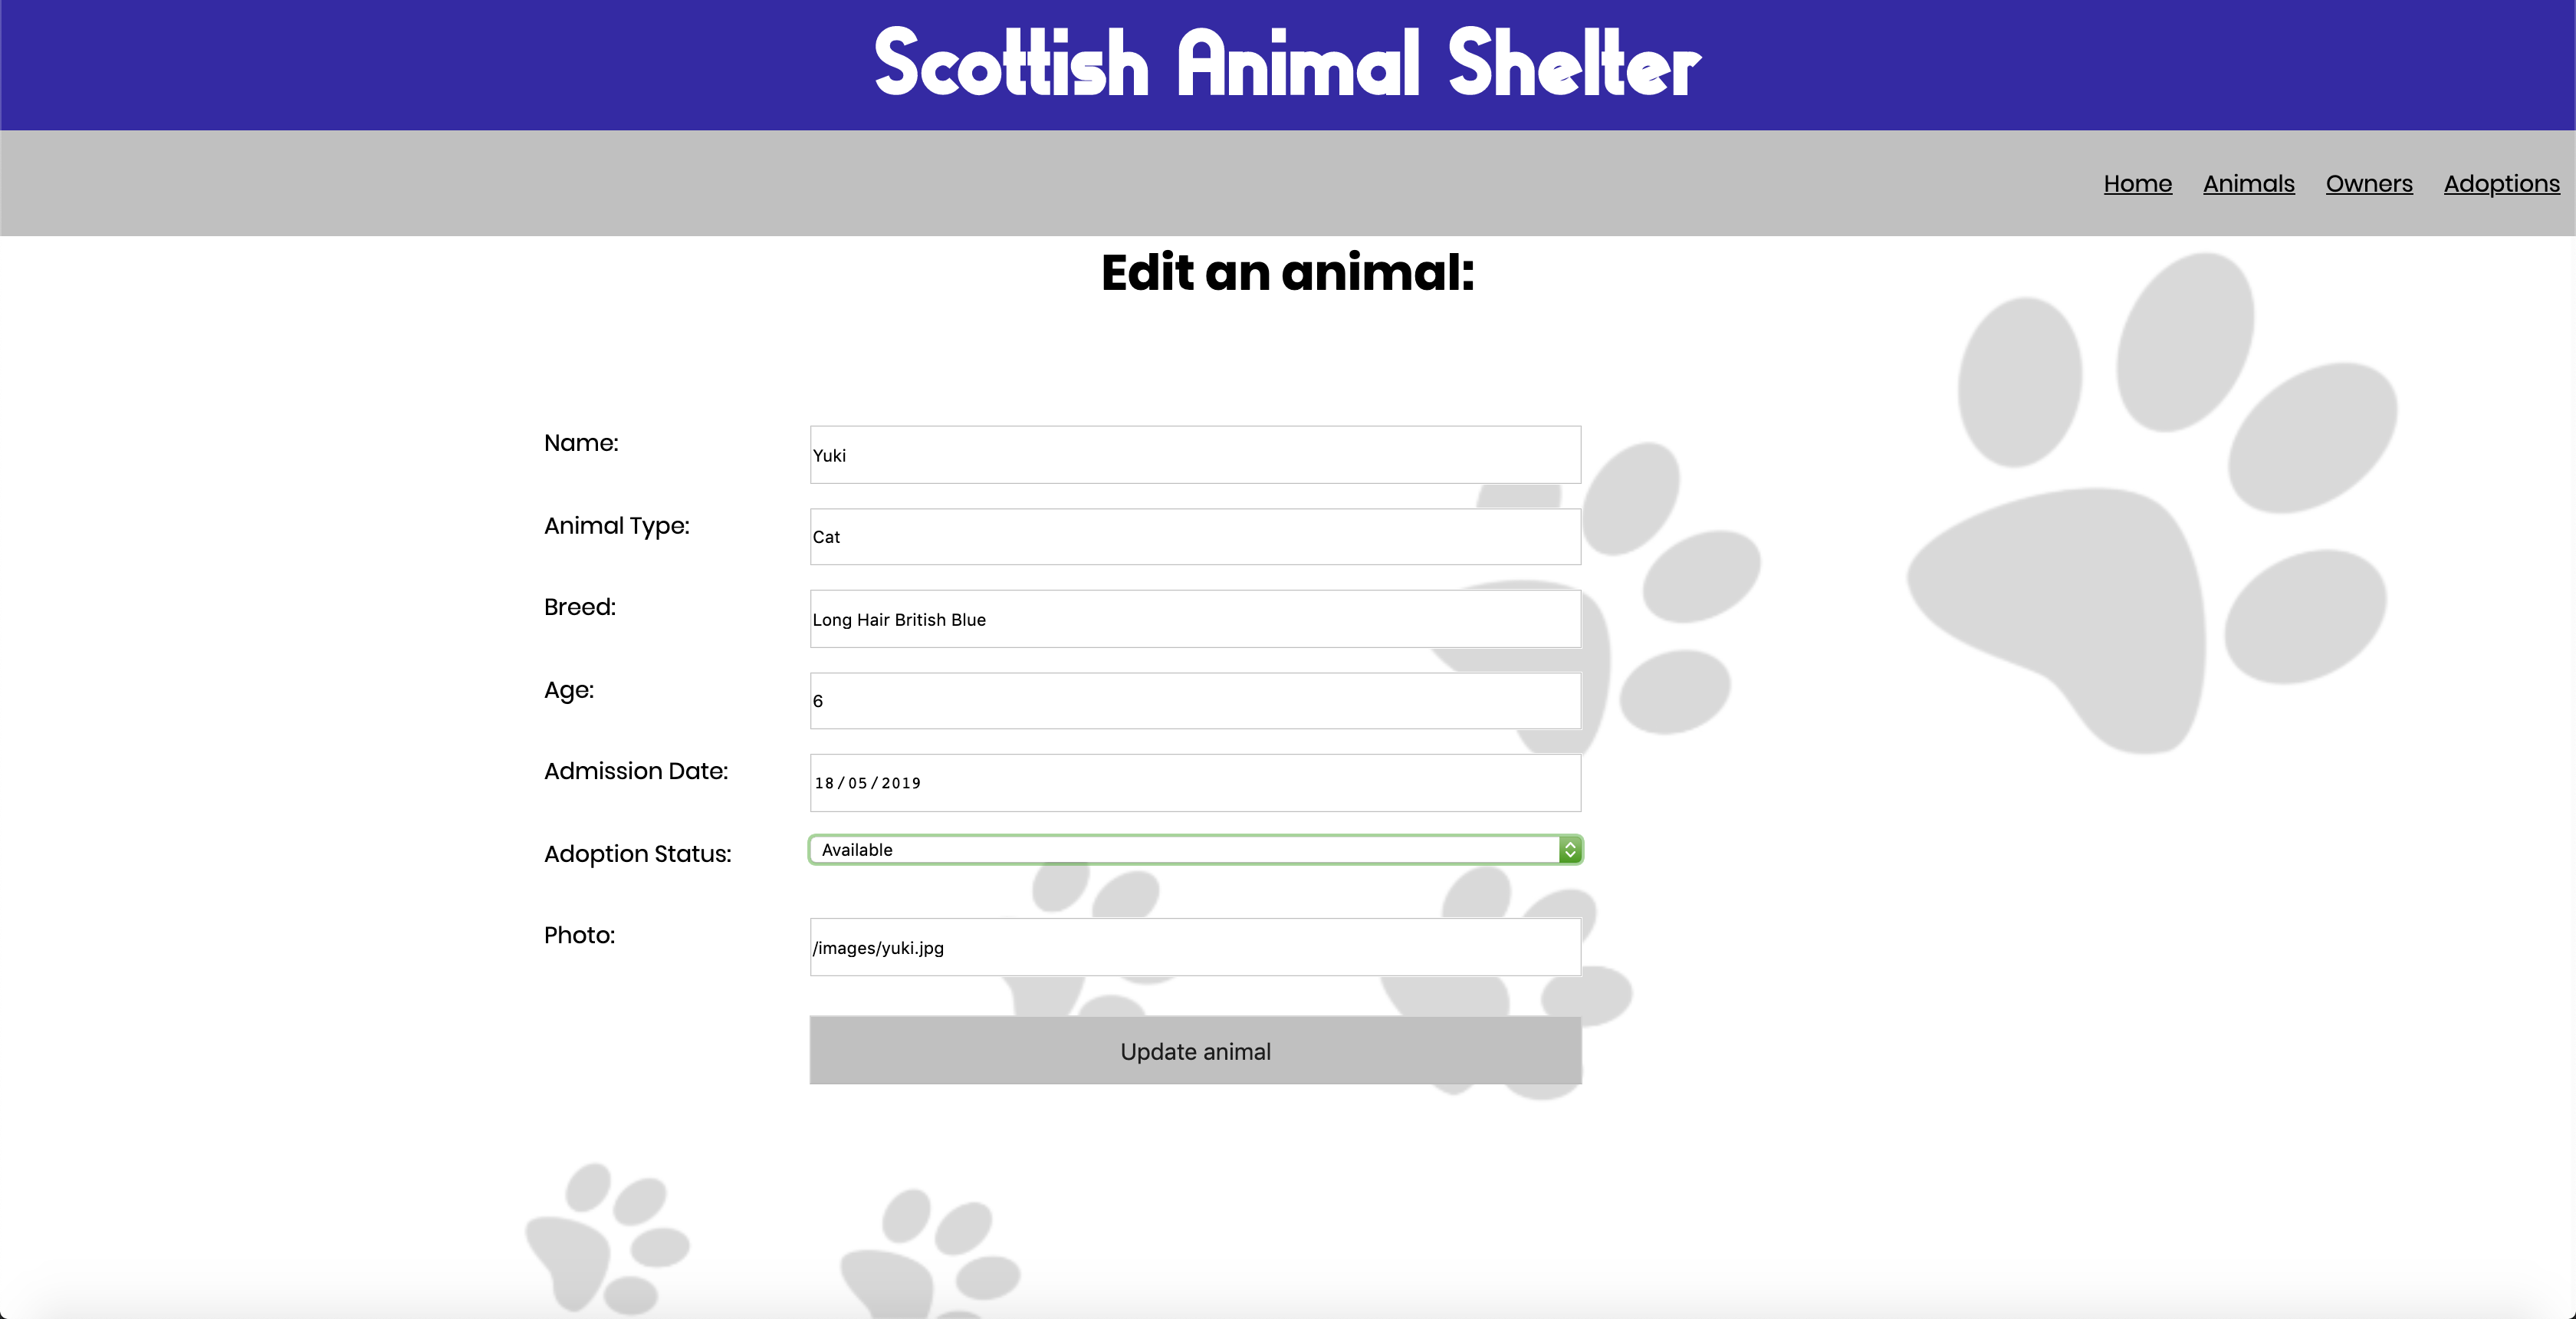 Scottish Animal Shelter
Home Animals Owners Adoptions
Edit an animal:
Name: Yuki
Animal Type: Cat
Breed: Long Hair British Blue
Age: 6
Admission Date: 18/05/2019
Adoption Status: Available
Photo: /images/yuki.jpg
Update animal